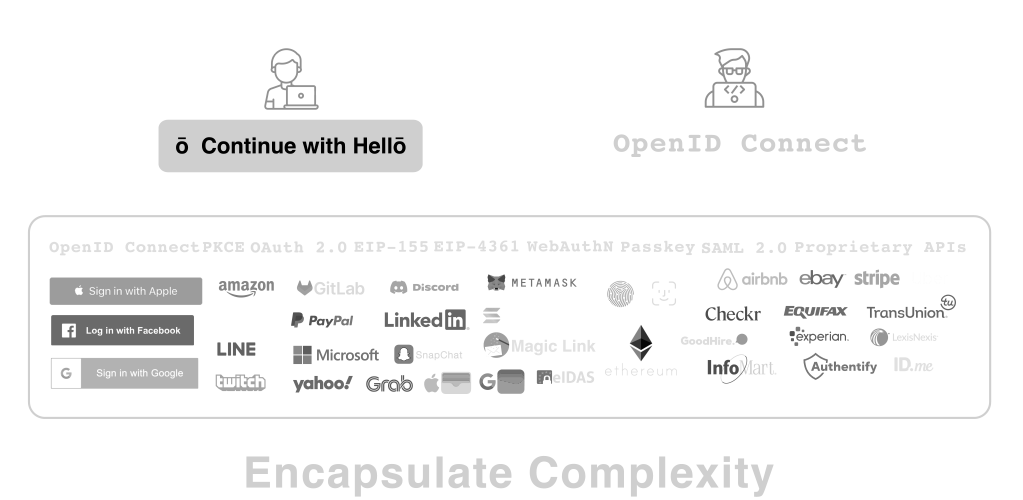 </>
ō Continue with Hellō
OpenID Connect
OpenID Connect PKCE OAuth 2.0 EIP-155 EIP-4361 WebAuthN Passkey SAML 2.0 Proprietary APIs
Sign in with Apple
Log in with Facebook
G Sign in with Google
amazon
LINE
twitch
GitLab
PayPal
Microsoft
yahoo!
Discord
LinkedIn
SnapChat
Grab
G
METAMASK
Magic Link
eIDAS
ethereum
airbnb
ebay
stripe
Checkr
EQUIFAX
TransUnion
tu
GoodHire.
experian.
LexisNexis
InfoMart.
Authentify
ID.me
Encapsulate Complexity